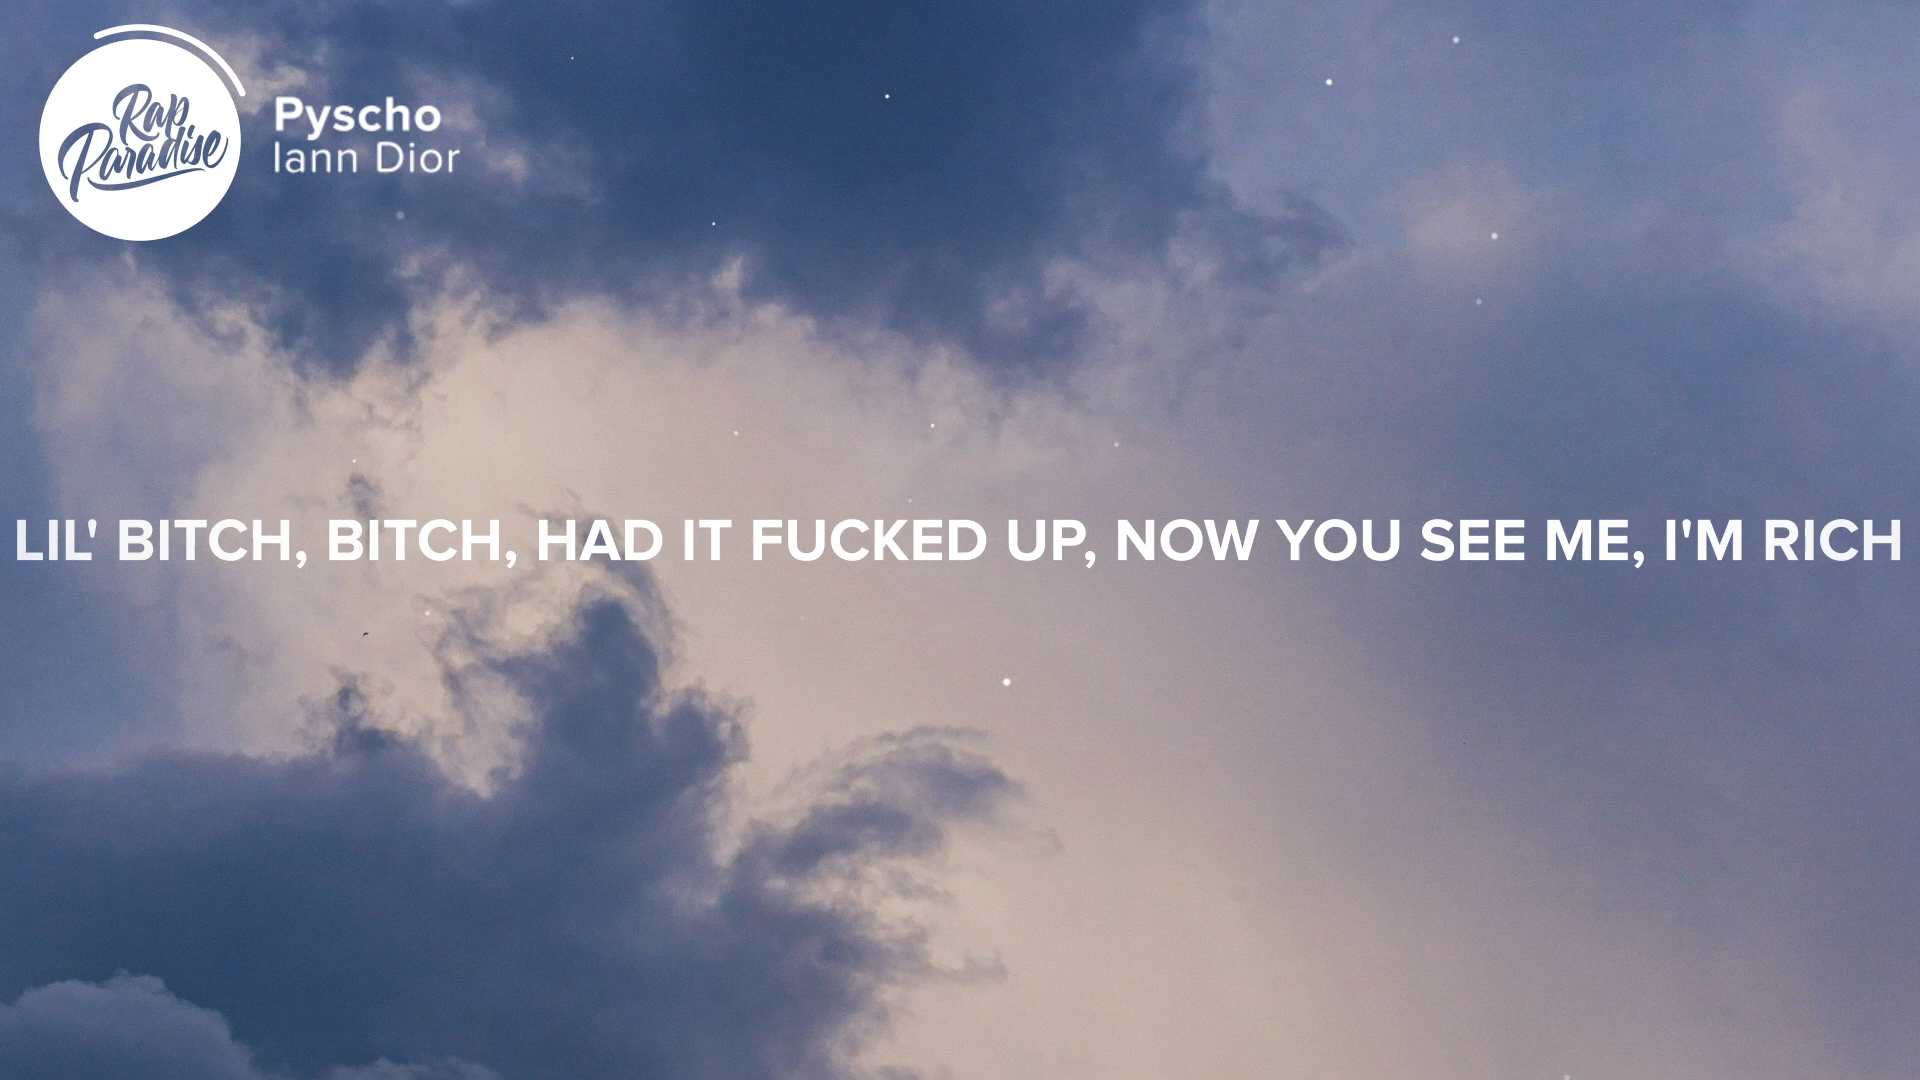 Rap
Paradise
Pyscho
Iann Dior
LIL' BITCH, BITCH, HAD IT FUCKED UP, NOW YOU SEE ME, I'M RICH